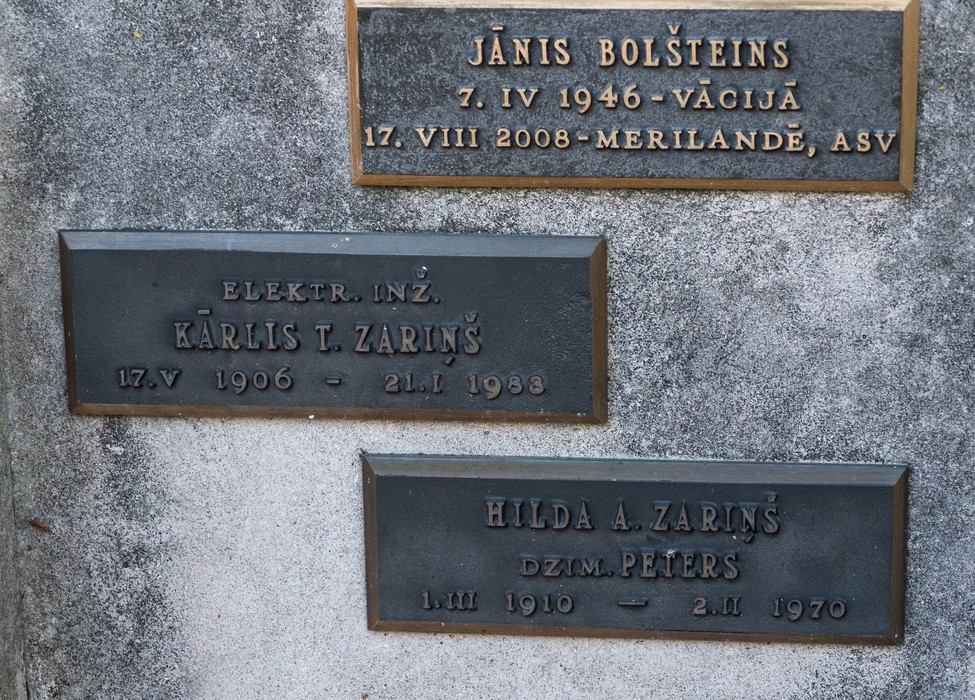 JĀNIS BOLŠTEINS
7. IV 1946 - VĀCIJĀ
17. VIII 2008 - MERILANDĒ, ASV
ELEKTR. INŽ.
KĀRLIS T. ZARIŅŠ
17. V 1906 - 21. I 1988
HILDA A. ZARIŅŠ
DZIM. PETERS
1. III 1910 — 2. II 1970